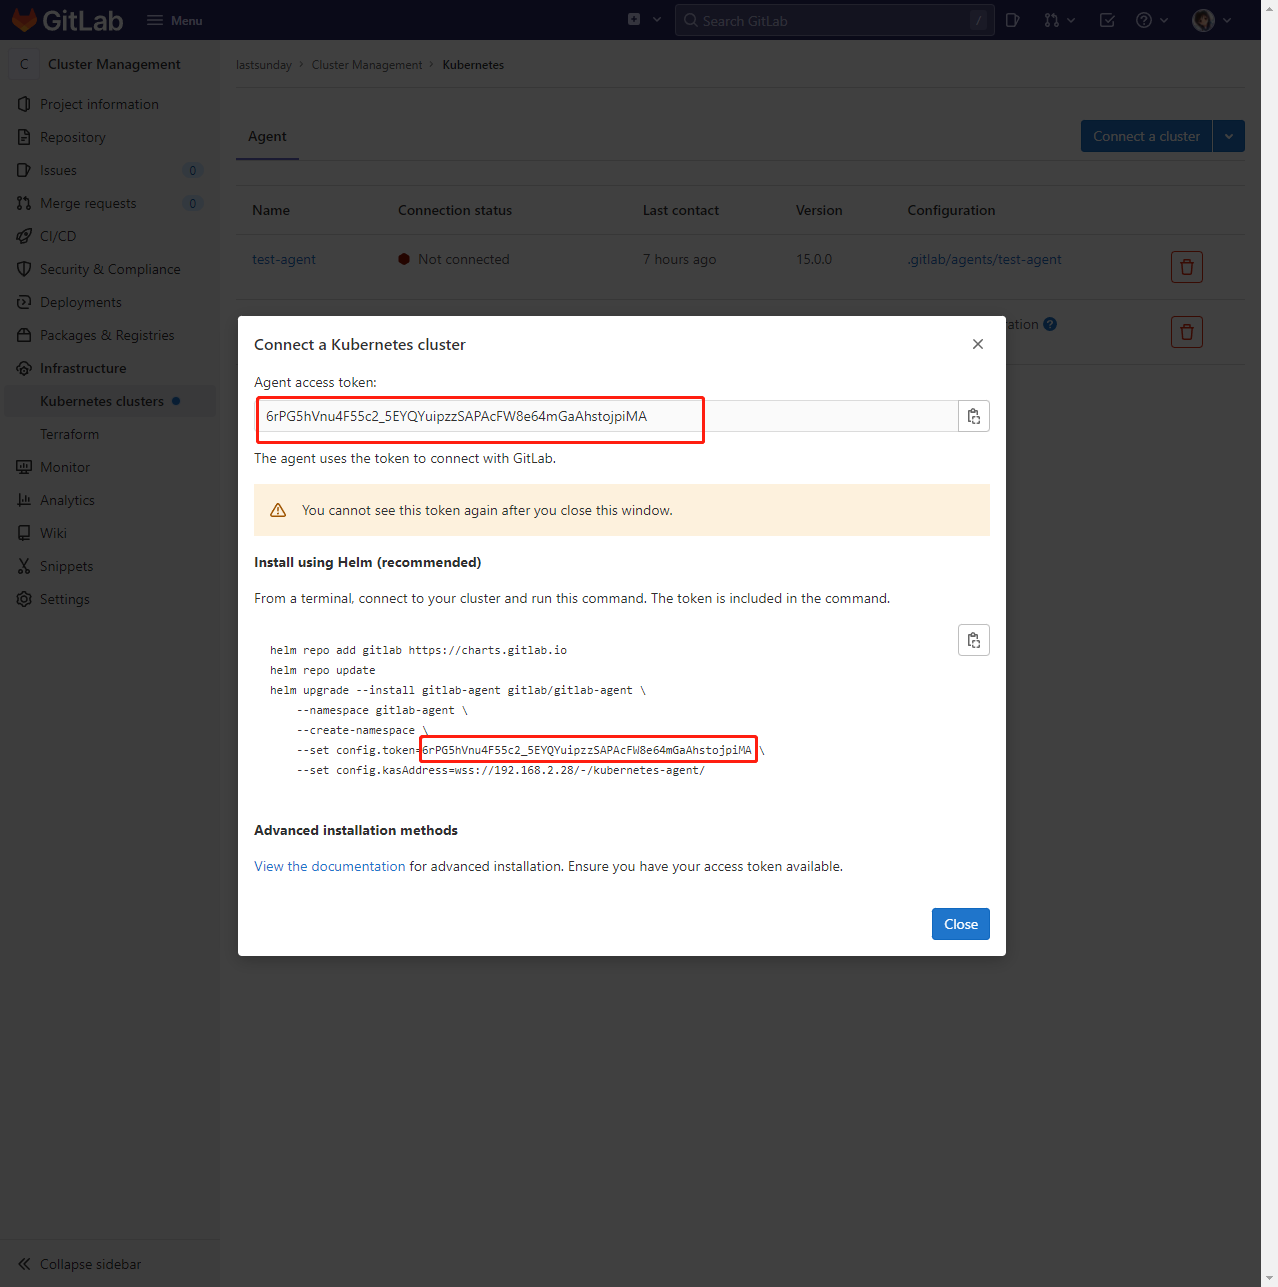 GitLab
Menu
Search GitLab
/
C
Cluster Management
lastsunday › Cluster Management › Kubernetes
Project information
Repository
Issues 0
Merge requests 0
CI/CD
Security & Compliance
Deployments
Packages & Registries
Infrastructure
Kubernetes clusters
Terraform
Monitor
Analytics
Wiki
Snippets
Settings
Collapse sidebar
Agent
Connect a cluster
Name Connection status Last contact Version Configuration
test-agent Not connected 7 hours ago 15.0.0 .gitlab/agents/test-agent
Connect a Kubernetes cluster
Agent access token:
6rPG5hVnu4F55c2_5EYQYuipzzSAPAcFW8e64mGaAhstojpiMA
The agent uses the token to connect with GitLab.
You cannot see this token again after you close this window.
Install using Helm (recommended)
From a terminal, connect to your cluster and run this command. The token is included in the command.
helm repo add gitlab https://charts.gitlab.io
helm repo update
helm upgrade --install gitlab-agent gitlab/gitlab-agent \
--namespace gitlab-agent \
--create-namespace \
--set config.token=6rPG5hVnu4F55c2_5EYQYuipzzSAPAcFW8e64mGaAhstojpiMA \
--set config.kasAddress=wss://192.168.2.28/-/kubernetes-agent/
Advanced installation methods
View the documentation for advanced installation. Ensure you have your access token available.
Close